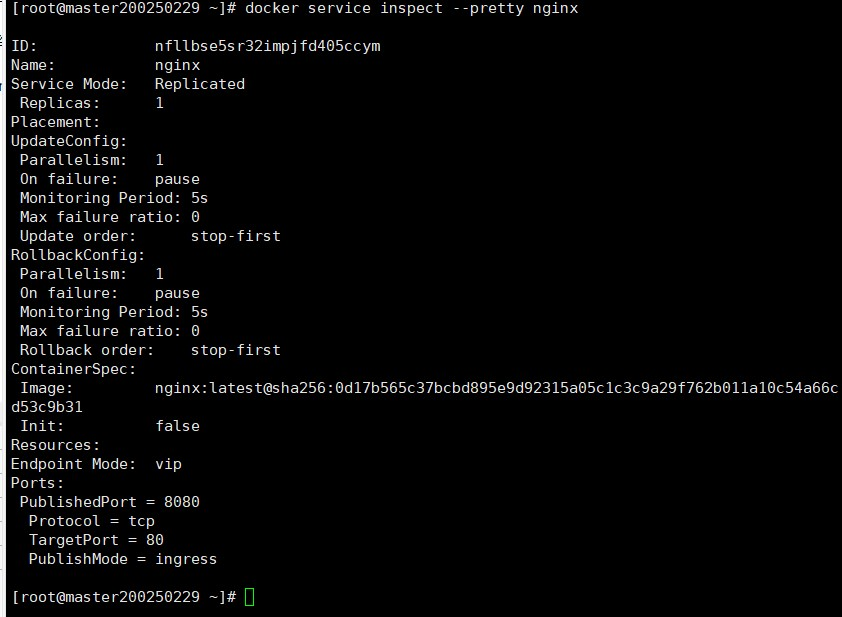 [root@master200250229 ~]# docker service inspect --pretty nginx
ID: nfllbse5sr32impjfd405ccym
Name: nginx
Service Mode: Replicated
Replicas: 1
Placement:
UpdateConfig:
Parallelism: 1
On failure: pause
Monitoring Period: 5s
Max failure ratio: 0
Update order: stop-first
RollbackConfig:
Parallelism: 1
On failure: pause
Monitoring Period: 5s
Max failure ratio: 0
Rollback order: stop-first
ContainerSpec:
Image: nginx:latest@sha256:0d17b565c37bcbd895e9d92315a05c1c3c9a29f762b011a10c54a66c
d53c9b31
Init: false
Resources:
Endpoint Mode: vip
Ports:
PublishedPort = 8080
Protocol = tcp
TargetPort = 80
PublishMode = ingress
[root@master200250229 ~]#